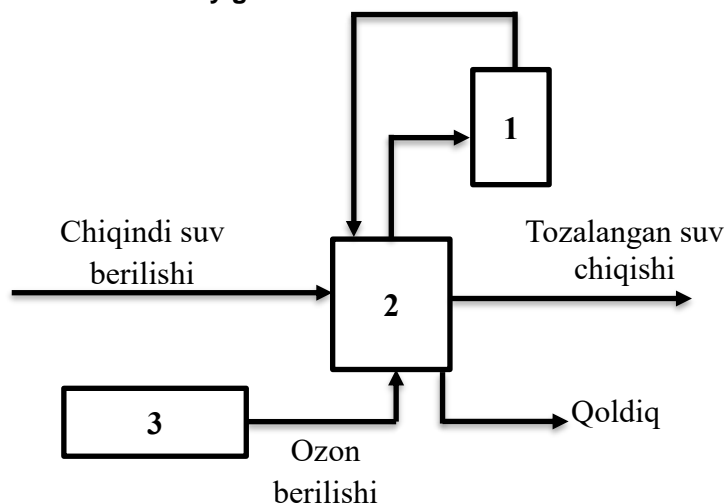 1
Chiqindi suv
berilishi
Tozalangan suv
chiqishi
2
3
Qoldiq
Ozon
berilishi